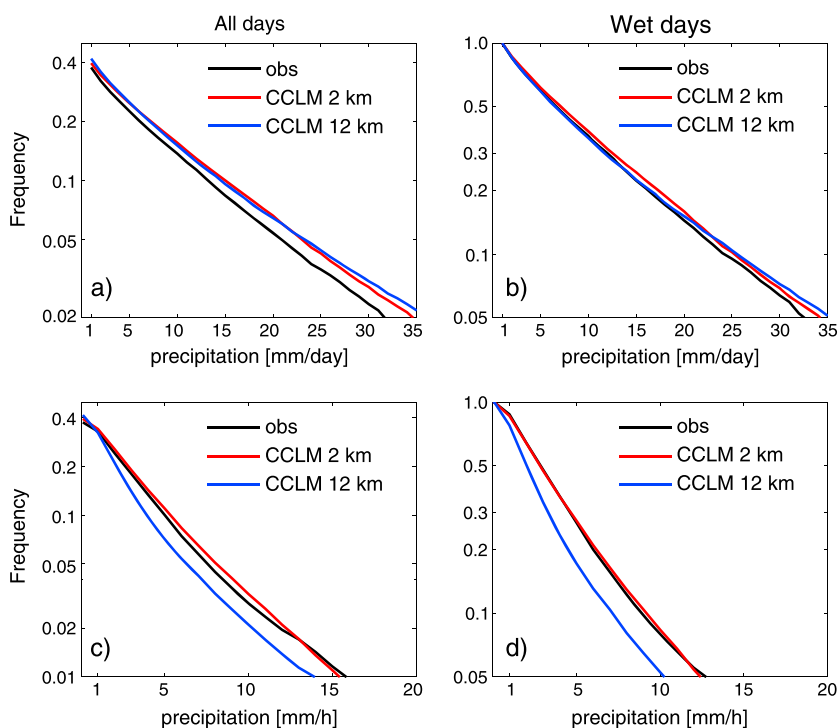 All days
0.4
0.2
0.1
0.05
0.02
Frequency
obs
CCLM 2 km
CCLM 12 km
a)
1
5
10
15
20
25
30
35
precipitation [mm/day]
Wet days
1.0
0.5
0.3
0.2
0.1
0.05
obs
CCLM 2 km
CCLM 12 km
b)
1
5
10
15
20
25
30
35
precipitation [mm/day]
0.4
0.2
0.1
0.05
0.02
0.01
Frequency
obs
CCLM 2 km
CCLM 12 km
c)
1
5
10
15
20
precipitation [mm/h]
1.0
0.5
0.3
0.2
0.1
0.05
obs
CCLM 2 km
CCLM 12 km
d)
1
5
10
15
20
precipitation [mm/h]